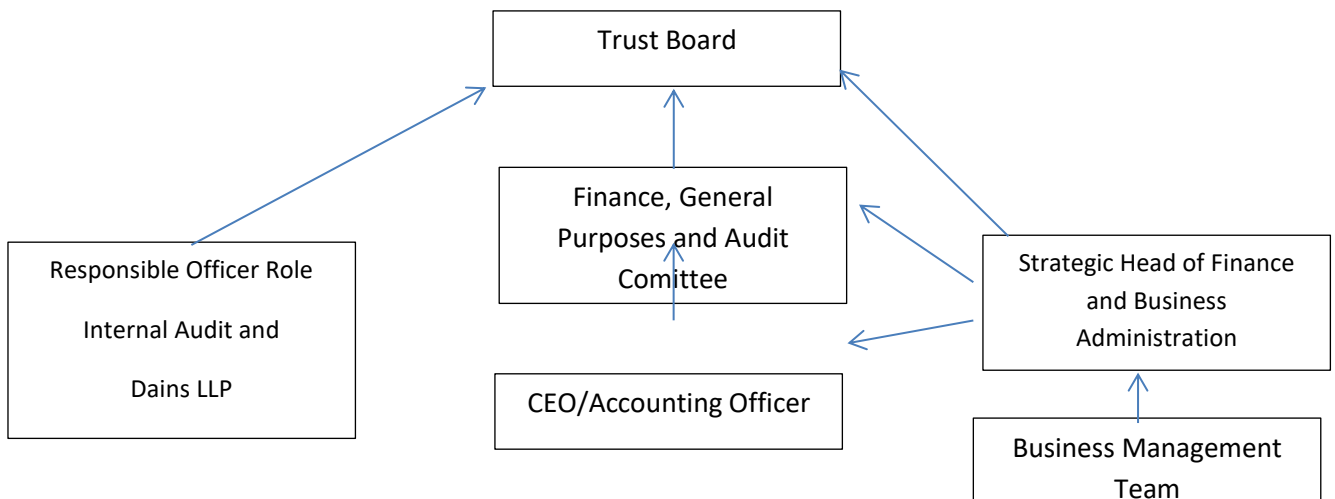 Trust Board
Finance, General
Purposes and Audit
Comittee
Responsible Officer Role
Internal Audit and
Dains LLP
Strategic Head of Finance
and Business
Administration
CEO/Accounting Officer
Business Management
Team